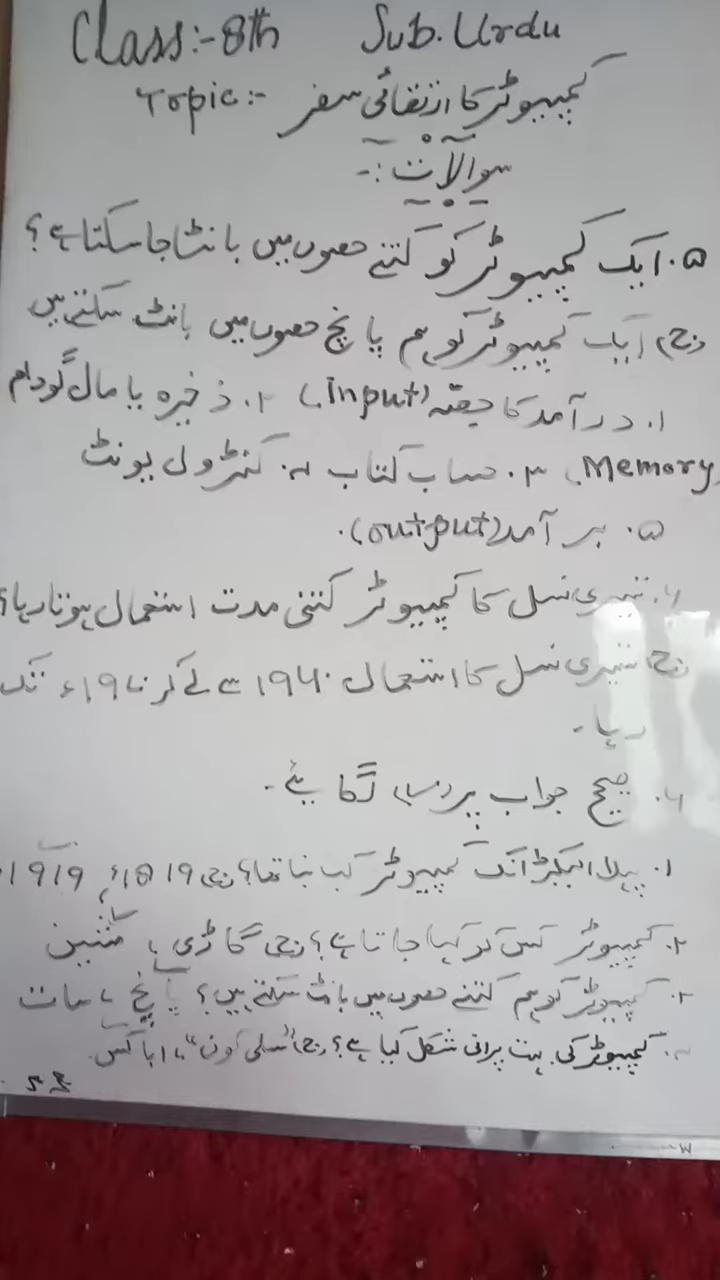 Class:- 8th Sub. Urdu
Topic:- کمپیوٹر کا ارتقائی سفر
سوالات:-
۵. ایک کمپیوٹر کو کتنے حصوں میں بانٹا جا سکتا ہے؟
ج) ایک کمپیوٹر کو ہم پانچ حصوں میں بانٹ سکتے ہیں
۱. درآمد کا حصّہ (input) ۲. ذخیرہ یا مال گودام
(Memory) ۳. حساب کتاب ۴. کنٹرول یونٹ
۵. برآمد (output).
۶. تیسری نسل کا کمپیوٹر کتنی مدت استعمال ہوتا رہا؟
ج) تیسری نسل کا استعمال ۱۹۶۰ سے لے کر ۱۹۷۰ء تک
رہا۔
۶. صحیح جواب پر (س) لگائیے۔
۱. پہلا الیکٹرانک کمپیوٹر کب بنا تھا؟ ج)
۲. کمپیوٹر کس کو کہا جاتا ہے؟ ج) گاڑی، مشین
۳. کمپیوٹر کو ہم کتنے حصوں میں بانٹ سکتے ہیں؟ پانچ، سات
۴. کمپیوٹر کی بہت پرانی شکل کیا ہے؟ ج) "سلی کون"، اباکس